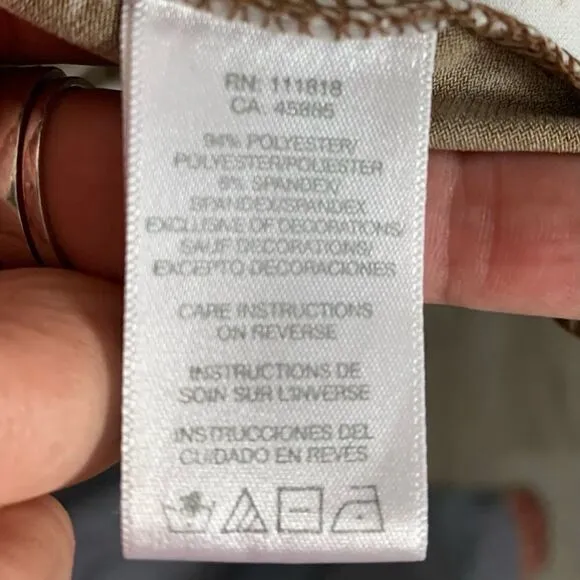 RN: 111818
CA: 45885
94% POLYESTER/
POLYESTER/POLIESTER
6% SPANDEX/
SPANDEX/SPANDEX
EXCLUSIVE OF DECORATIONS/
SAUF DECORATIONS/
EXCEPTO DECORACIONES
CARE INSTRUCTIONS
ON REVERSE
INSTRUCTIONS DE
SOIN SUR L'INVERSE
INSTRUCCIONES DEL
CUIDADO EN REVES